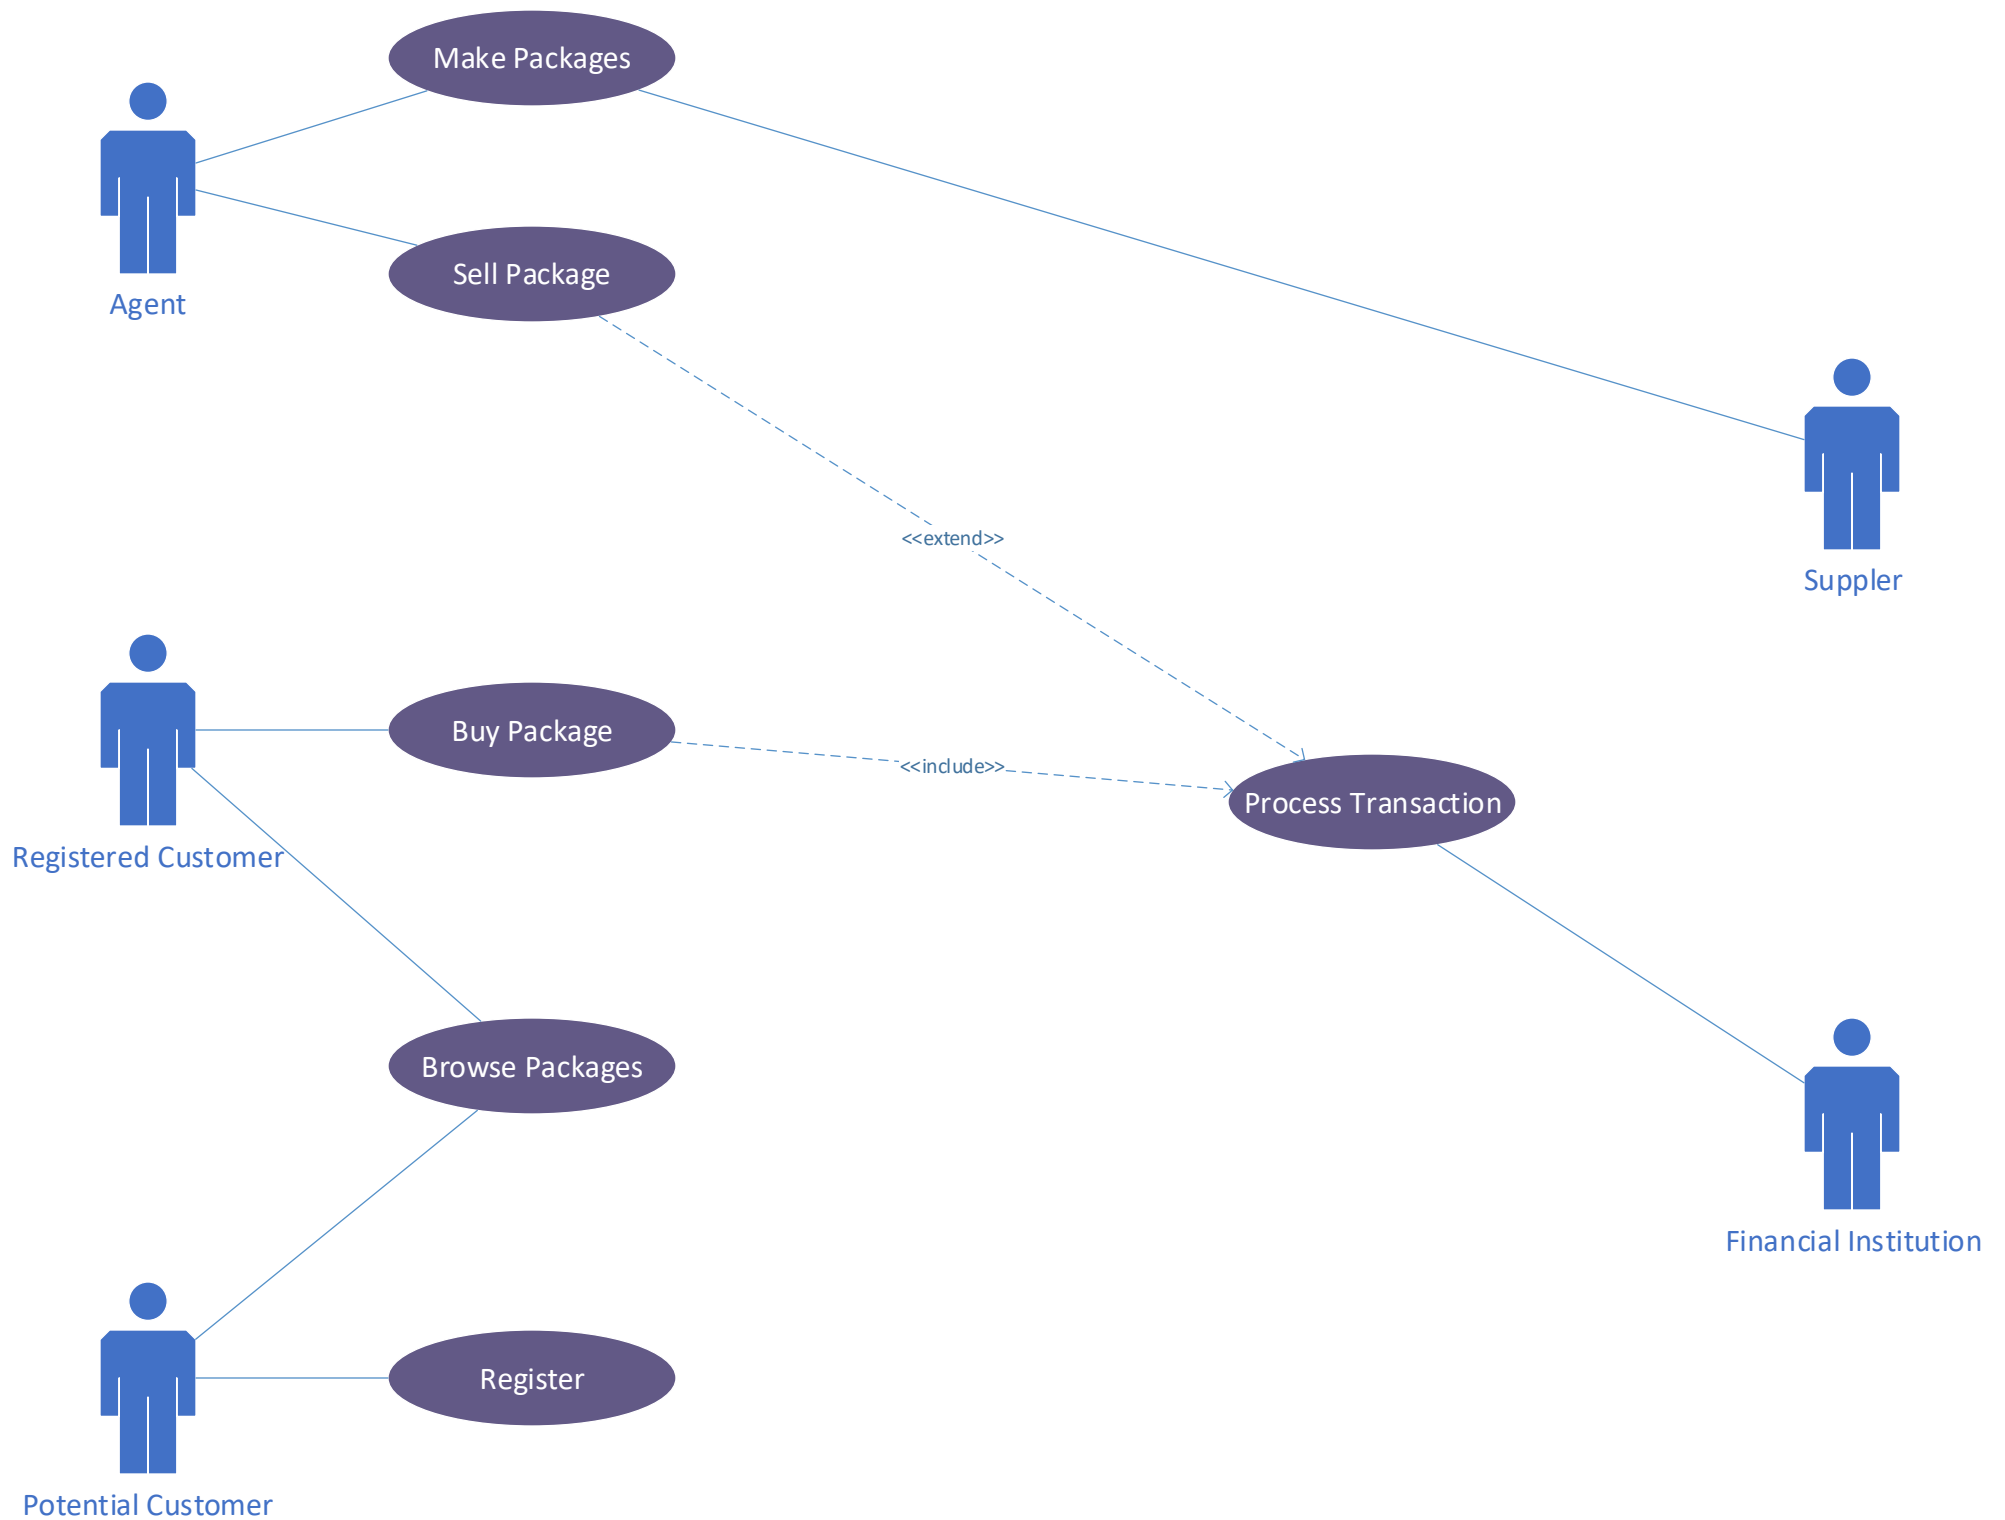 Make Packages
Agent
Sell Package
<<extend>>
Suppler
Buy Package
<<include>>
Process Transaction
Registered Customer
Browse Packages
Financial Institution
Register
Potential Customer